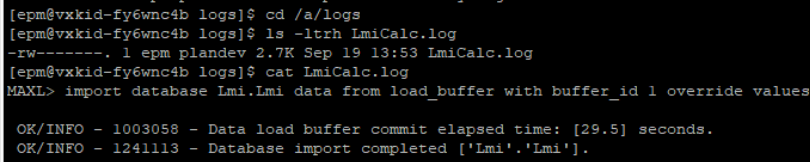 [epm@vxkid-fy6wnc4b logs]$ cd /a/logs
[epm@vxkid-fy6wnc4b logs]$ ls -ltrh LmiCalc.log
-rw-------. 1 epm plandev 2.7K Sep 19 13:53 LmiCalc.log
[epm@vxkid-fy6wnc4b logs]$ cat LmiCalc.log
MAXL> import database Lmi.Lmi data from load_buffer with buffer_id 1 override values
OK/INFO - 1003058 - Data load buffer commit elapsed time: [29.5] seconds.
OK/INFO - 1241113 - Database import completed ['Lmi'.'Lmi'].